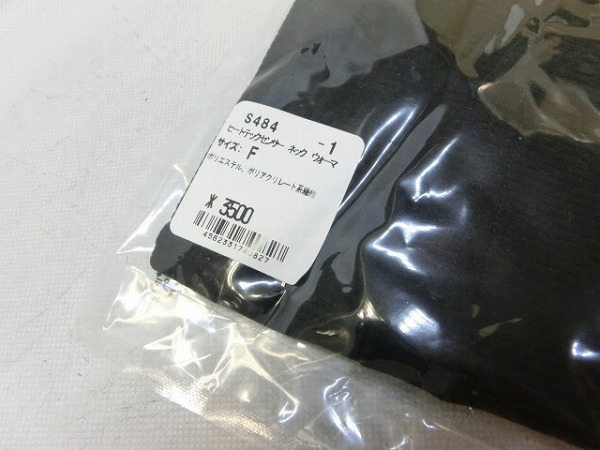 S484 -1
ヒートテックセンサー ネック ウォーマ
サイズ: F
ポリエステル、ポリアクリレート系繊維
¥ 3500